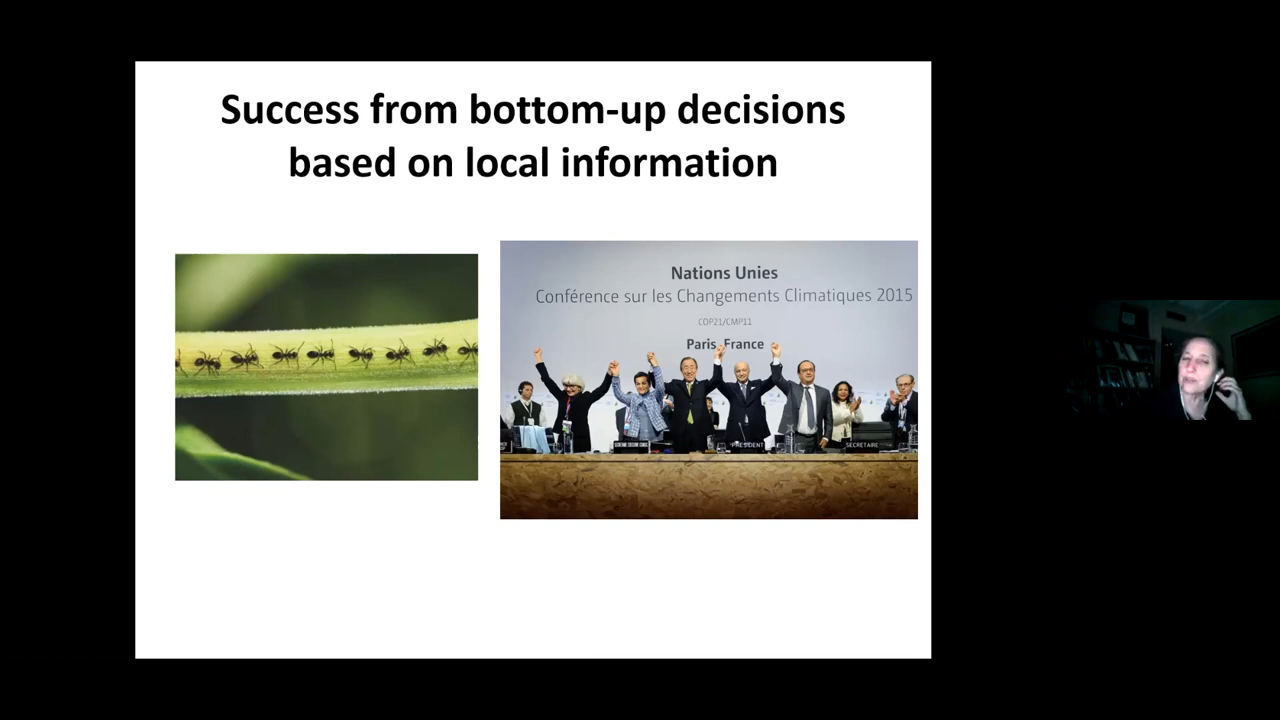 Success from bottom-up decisions
based on local information
Nations Unies
Conférence sur les Changements Climatiques 2015
COP21/CMP11
Paris, France
PRESIDENT
SECRETAIRE